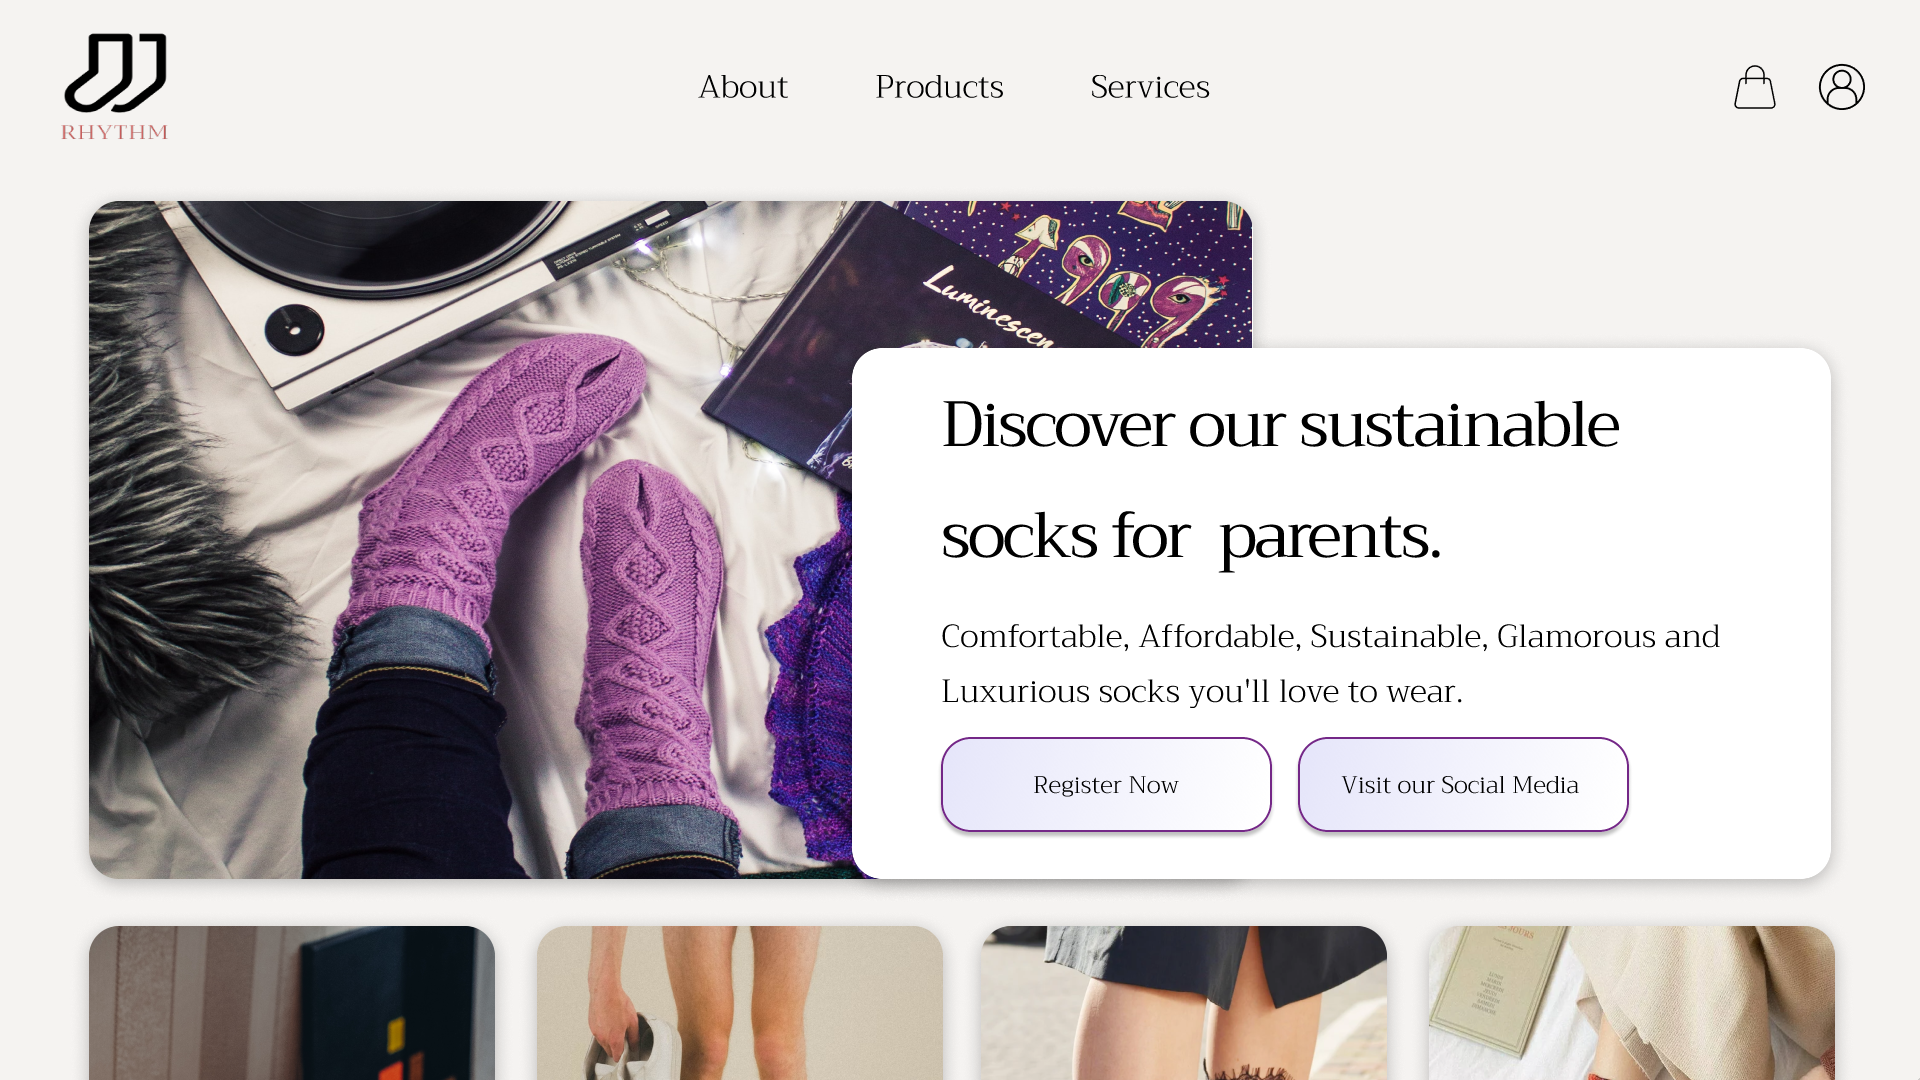 RHYTHM
About
Products
Services
Luminescen
Discover our sustainable
socks for  parents.
Comfortable, Affordable, Sustainable, Glamorous and
Luxurious socks you'll love to wear.
Register Now
Visit our Social Media